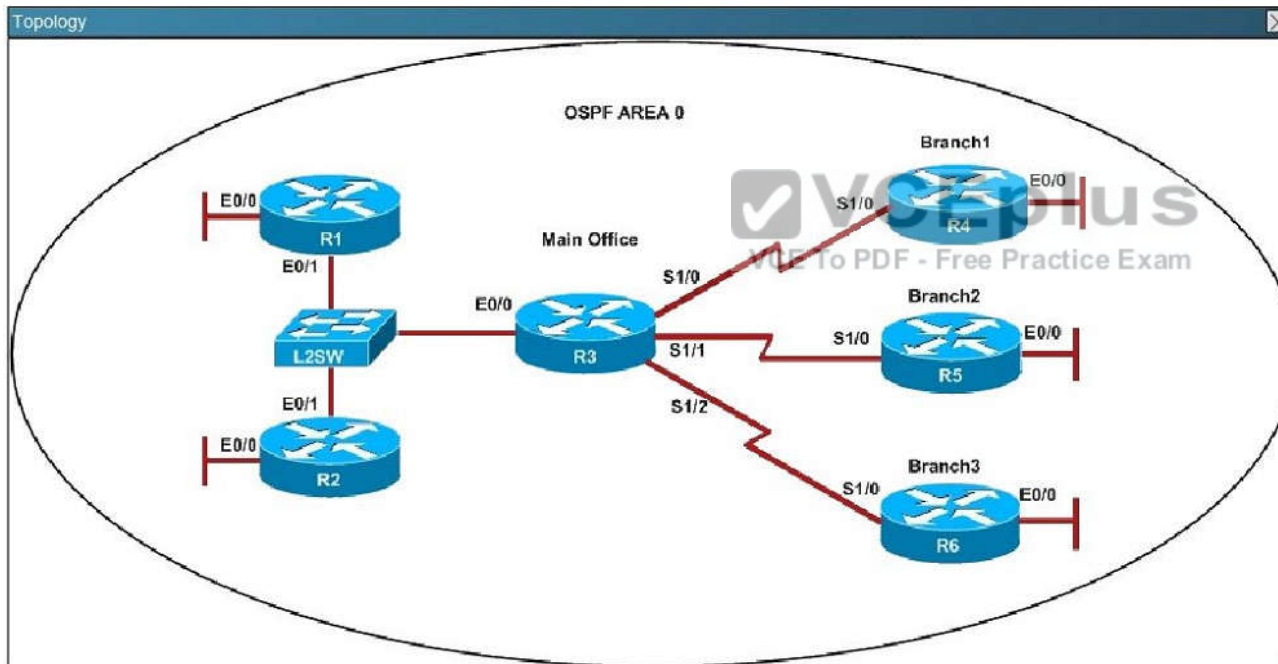 Topology
OSPF AREA 0
Branch1
E0/0
R1
E0/1
Main Office
S1/0
E0/0
R4
VCEplus
VCE To PDF - Free Practice Exam
S1/0
E0/0
L2SW
R3
Branch2
S1/1
S1/0
E0/0
R5
E0/1
S1/2
E0/0
R2
Branch3
S1/0
E0/0
R6